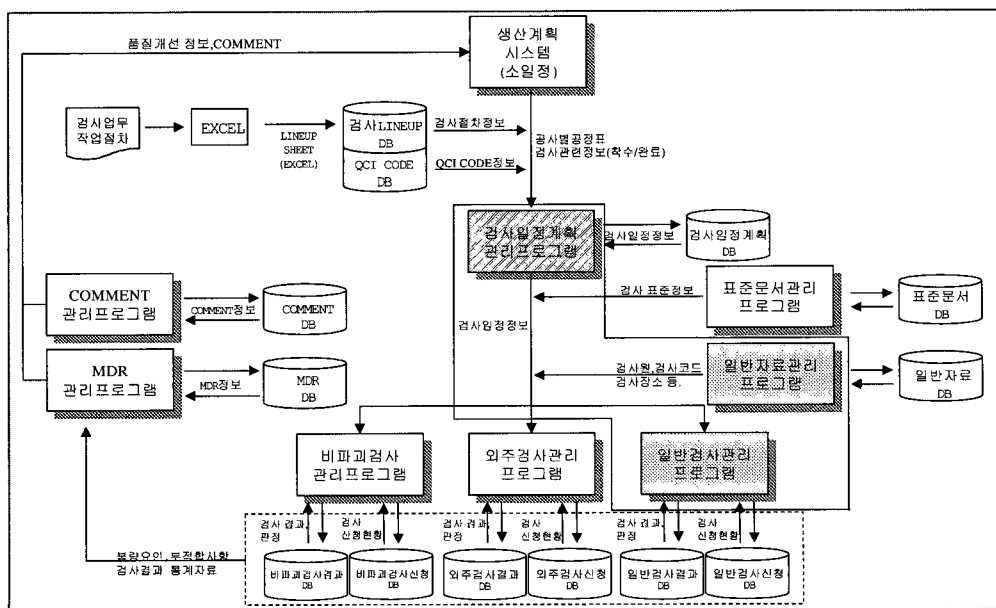 생산계획
시스템
(소일정)
품질개선 정보,COMMENT
검사업무
작업절차
EXCEL
LINEUP
SHEET
(EXCEL)
검사LINEUP
DB
QCI CODE
DB
검사절차정보
QCI CODE정보
공사별공정표
검사관련정보(착수/완료)
검사일정계획
관리프로그램
검사일정정보
검사일정계획
DB
COMMENT
관리프로그램
COMMENT정보
COMMENT
DB
검사 표준정보
표준문서관리
프로그램
표준문서
DB
검사일정정보
MDR
관리프로그램
MDR정보
MDR
DB
검사원,검사코드
검사장소 등.
일반자료관리
프로그램
일반자료
DB
비파괴검사
관리프로그램
외주검사관리
프로그램
일반검사관리
프로그램
검사 결과,
판정
검사
신청현황
검사 결과,
판정
검사
신청현황
검사 결과,
판정
검사
신청현황
불량요인,부적합사항
검사결과 통계자료
비파괴검사결과
DB
비파괴검사신청
DB
외주검사결과
DB
외주검사신청
DB
일반검사결과
DB
일반검사신청
DB